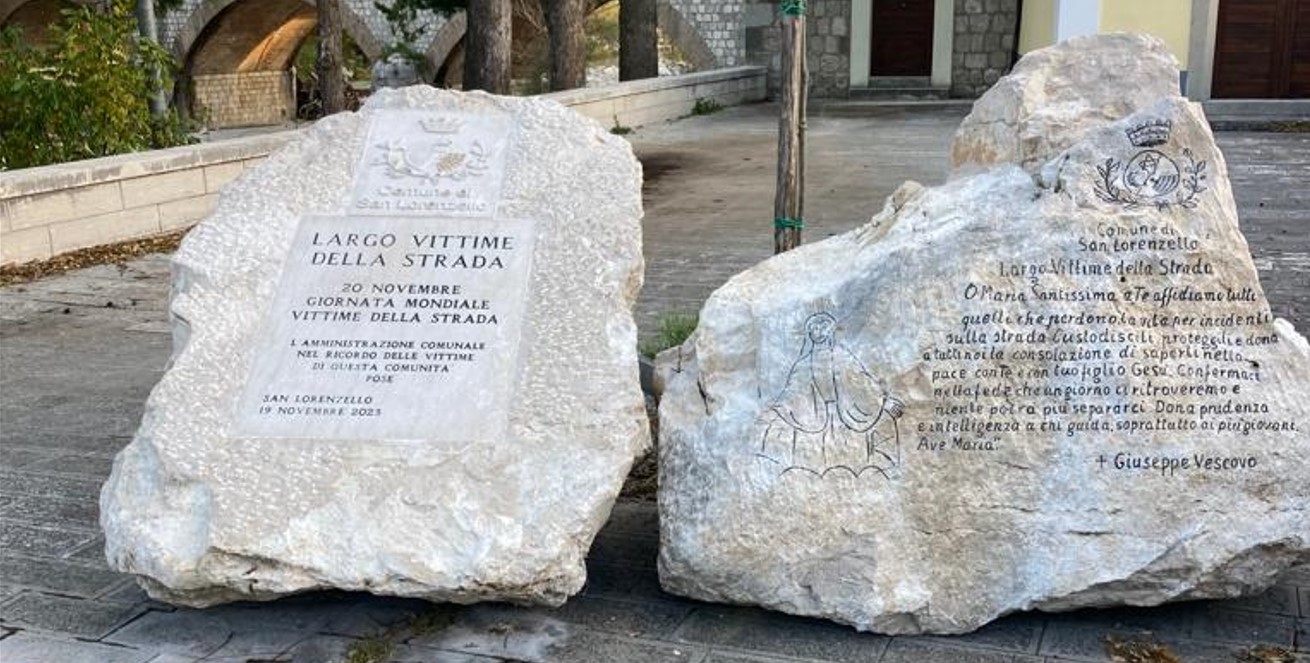 Comune di
San Lorenzello
LARGO VITTIME
DELLA STRADA
20 NOVEMBRE
GIORNATA MONDIALE
VITTIME DELLA STRADA
L AMMINISTRAZIONE COMUNALE
NEL RICORDO DELLE VITTIME
DI QUESTA COMUNITA'
POSE
SAN LORENZELLO
19 NOVEMBRE 2023
Comune di
San Lorenzello
Largo Vittime della Strada
O Maria Santissima a Te affidiamo tutti
quelli che perdono la vita per incidenti
sulla strada. Custodiscili proteggili e dona
a tutti noi la consolazione di saperli nella
pace con te e con tuo figlio Gesù. Confermaci
nella fede che un giorno ci ritroveremo e
niente potrà più separarci. Dona prudenza
e intelligenza a chi guida, soprattutto ai più giovani.
Ave Maria".
+ Giuseppe Vescovo